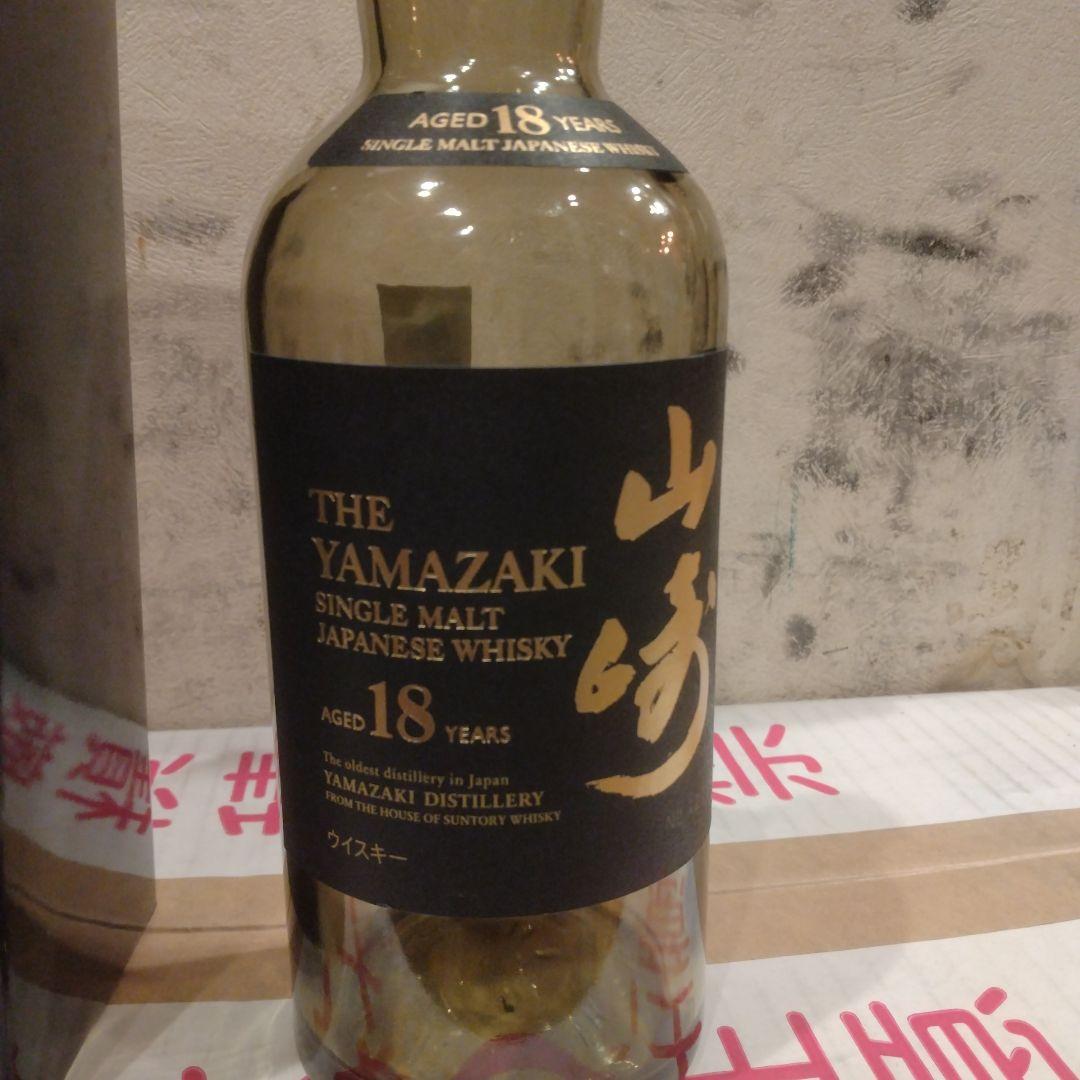 AGED 18 YEARS
SINGLE MALT JAPANESE WHISKY
山崎
THE
YAMAZAKI
SINGLE MALT
JAPANESE WHISKY
AGED 18 YEARS
The oldest distillery in Japan
YAMAZAKI DISTILLERY
FROM THE HOUSE OF SUNTORY WHISKY
ウイスキー